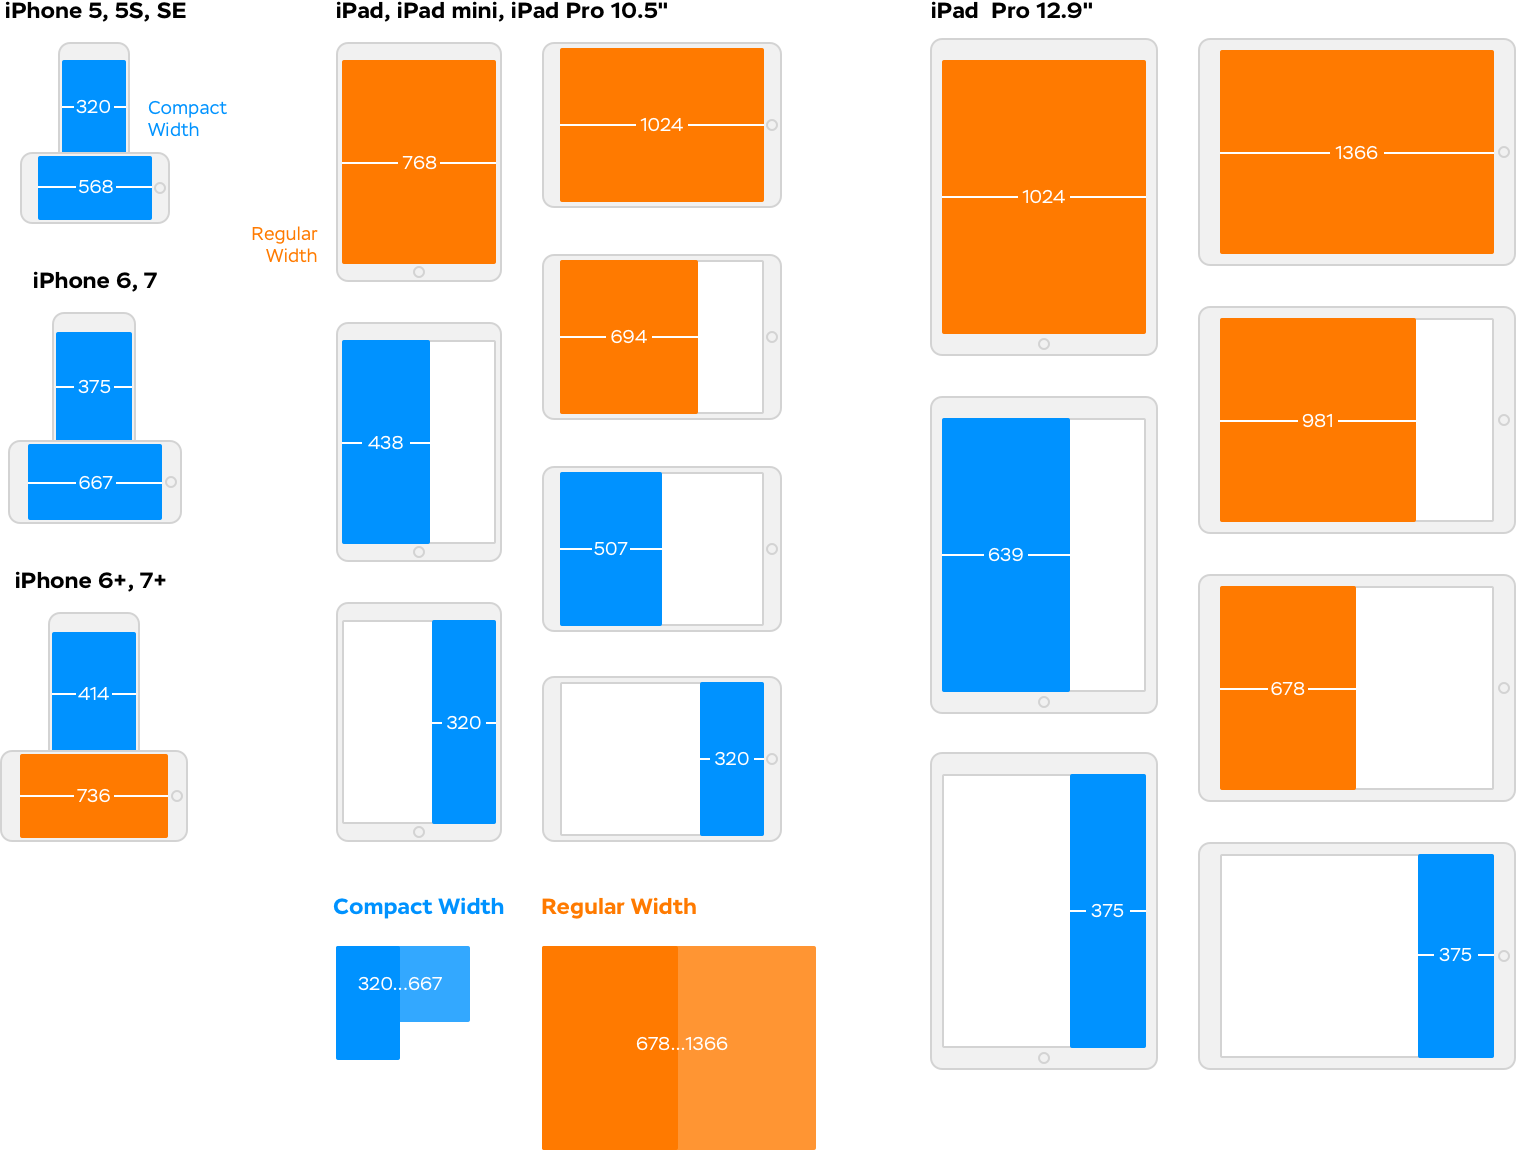 iPhone 5, 5S, SE
320
Compact
Width
568
iPhone 6, 7
375
667
iPhone 6+, 7+
414
736
iPad, iPad mini, iPad Pro 10.5"
768
1024
Regular
Width
694
438
507
320
320
Compact Width
320...667
Regular Width
678...1366
iPad  Pro 12.9"
1024
1366
981
639
678
375
375